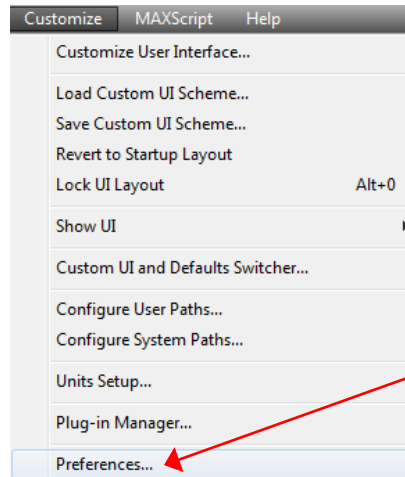 Customize MAXScript Help
Customize User Interface...
Load Custom UI Scheme...
Save Custom UI Scheme...
Revert to Startup Layout
Lock UI Layout Alt+0
Show UI
Custom UI and Defaults Switcher...
Configure User Paths...
Configure System Paths...
Units Setup...
Plug-in Manager...
Preferences...